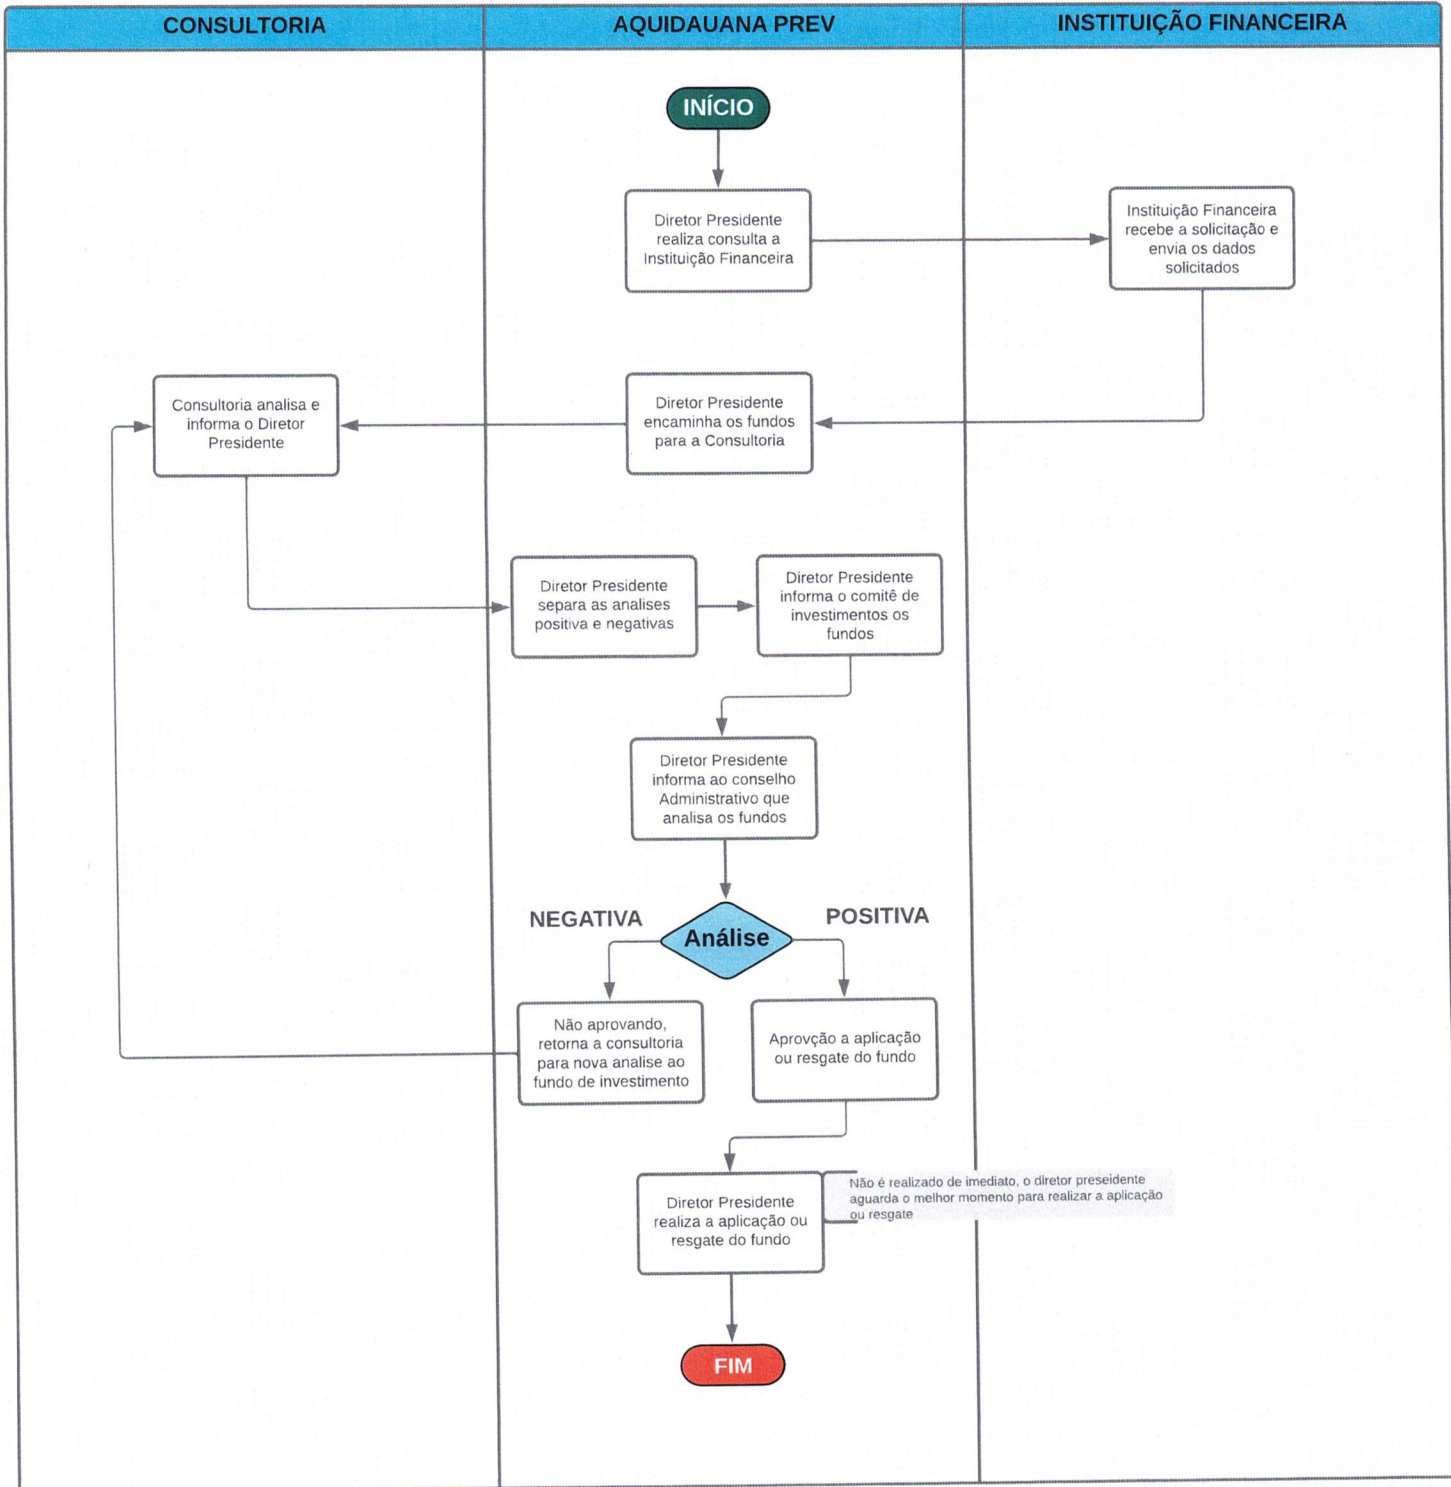 CONSULTORIA
AQUIDAUANA PREV
INSTITUIÇÃO FINANCEIRA
INÍCIO
Diretor Presidente
realiza consulta a
Instituição Financeira
Instituição Financeira
recebe a solicitação e
envia os dados
solicitados
Diretor Presidente
encaminha os fundos
para a Consultoria
Consultoria analisa e
informa o Diretor
Presidente
Diretor Presidente
separa as analises
positiva e negativas
Diretor Presidente
informa o comitê de
investimentos os
fundos
Diretor Presidente
informa ao conselho
Administrativo que
analisa os fundos
NEGATIVA
Análise
POSITIVA
Não aprovando,
retorna a consultoria
para nova analise ao
fundo de investimento
Aprovção a aplicação
ou resgate do fundo
Diretor Presidente
realiza a aplicação ou
resgate do fundo
Não é realizado de imediato, o diretor preseidente
aguarda o melhor momento para realizar a aplicação
ou resgate
FIM